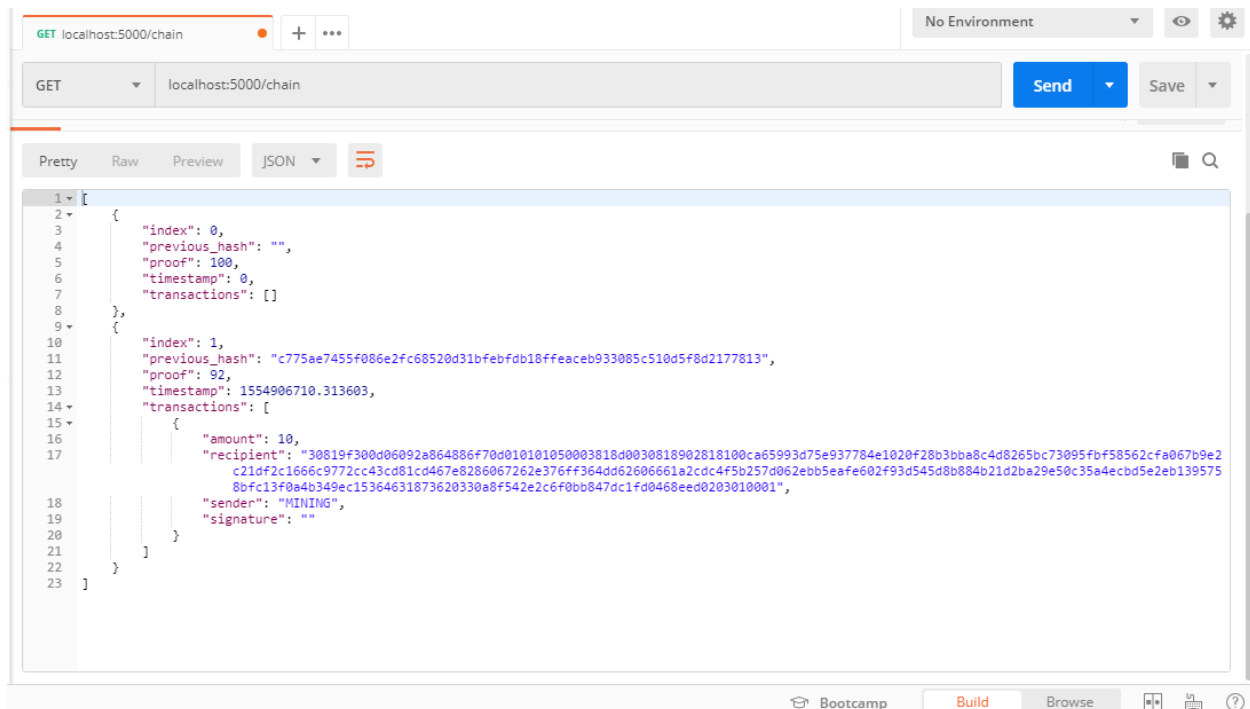 GET localhost:5000/chain
No Environment
GET
localhost:5000/chain
Send
Save
Pretty
Raw
Preview
JSON
1 [
2 {
3 "index": 0,
4 "previous_hash": "",
5 "proof": 100,
6 "timestamp": 0,
7 "transactions": []
8 },
9 {
10 "index": 1,
11 "previous_hash": "c775ae7455f086e2fc68520d31bfebfdb18ffeaceb933085c510d5f8d2177813",
12 "proof": 92,
13 "timestamp": 1554906710.313603,
14 "transactions": [
15 {
16 "amount": 10,
17 "recipient": "30819f300d06092a864886f70d010101050003818d0030818902818100ca65993d75e937784e1020f28b3bba8c4d8265bc73095fbf58562cfa067b9e2
c21df2c1666c9772cc43cd81cd467e8286067262e376ff364dd62606661a2cdc4f5b257d062ebb5eafe602f93d545d8b884b21d2ba29e50c35a4ecbd5e2eb139575
8bfc13f0a4b349ec15364631873620330a8f542e2c6f0bb847dc1fd0468eed0203010001",
18 "sender": "MINING",
19 "signature": ""
20 }
21 ]
22 }
23 ]
Bootcamp
Build
Browse